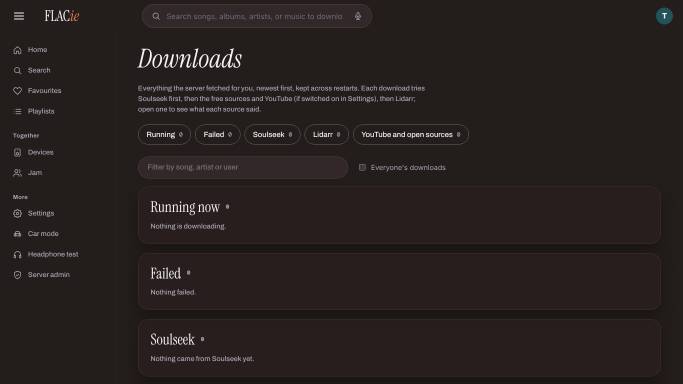 FLACie
Search songs, albums, artists, or music to downlo
T
Home
Search
Favourites
Playlists
Together
Devices
Jam
More
Settings
Car mode
Headphone test
Server admin
Downloads
Everything the server fetched for you, newest first, kept across restarts. Each download tries
Soulseek first, then the free sources and YouTube (if switched on in Settings), then Lidarr;
open one to see what each source said.
Running 0
Failed 0
Soulseek 0
Lidarr 0
YouTube and open sources 0
Filter by song, artist or user
Everyone's downloads
Running now 0
Nothing is downloading.
Failed 0
Nothing failed.
Soulseek 0
Nothing came from Soulseek yet.